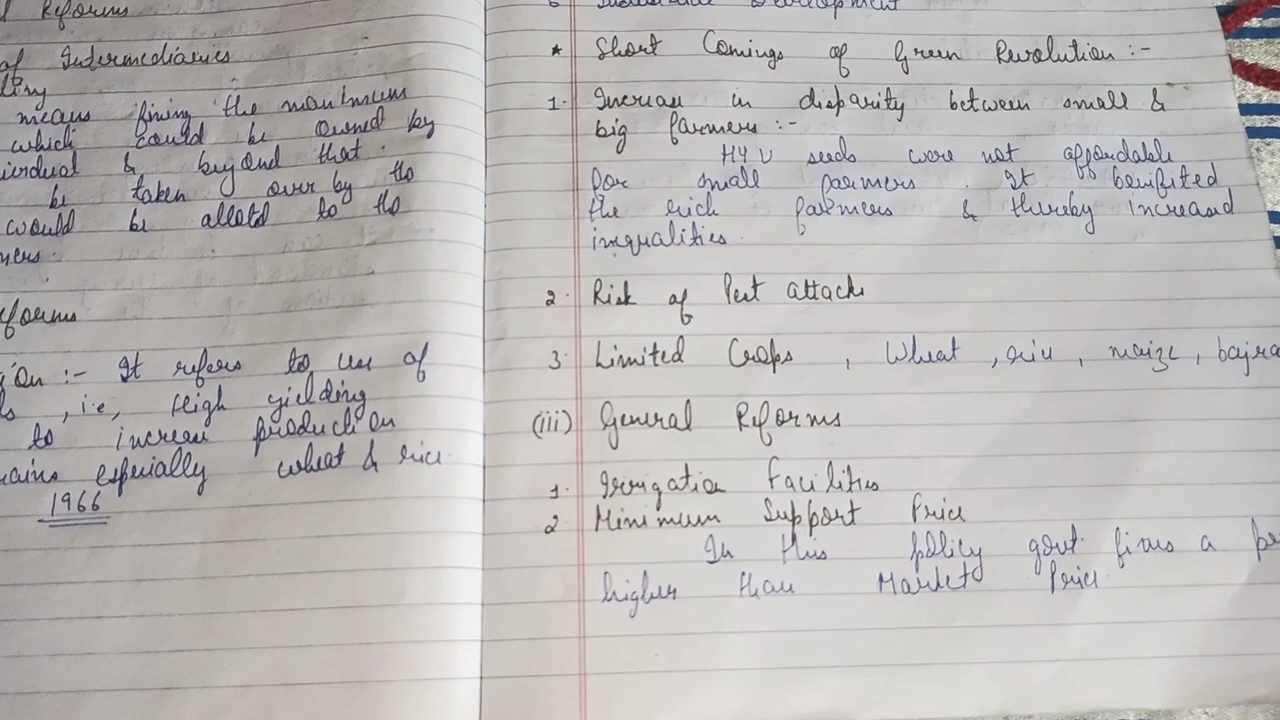 Reforms
of Intermediaries
means fixing the maximum
which could be owned by
& beyond that.
be taken over by the
would be alloted to the
:- It refers to use of
, i.e, High yielding
to increase production
especially wheat & rice.
1966
Development
* Short Comings of Green Revolution :-
1. Increase in disparity between small &
big farmers :-
HYV seeds were not affordable
for small farmers. It benifited
the rich farmers & thereby increased
inequalities.
2. Risk of Pest attack
3. Limited Crops, Wheat, rice, maize, bajra
(iii) General Reforms
1. Irrigation Facilities
2. Minimum Support Price
In this policy govt. fixes a
higher than Market Price.